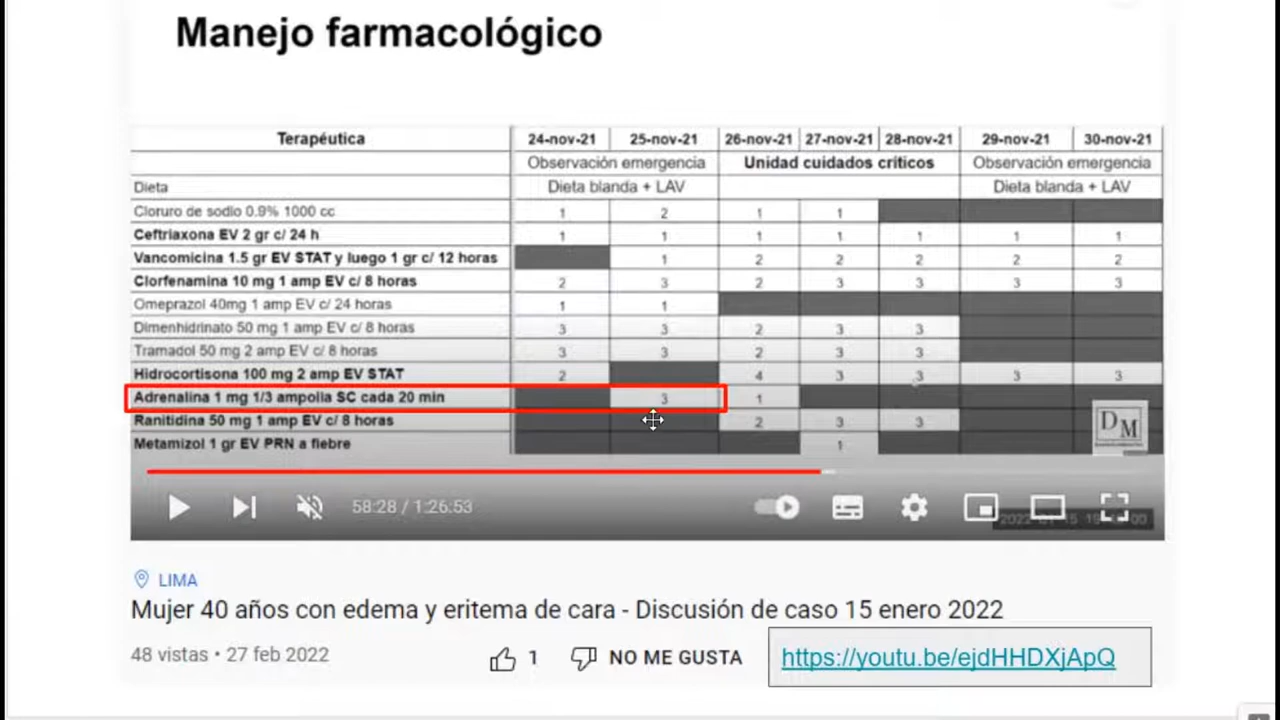 Manejo farmacológico
Terapéutica 24-nov-21 25-nov-21 26-nov-21 27-nov-21 28-nov-21 29-nov-21 30-nov-21
Observación emergencia Unidad cuidados críticos Observación emergencia
Dieta Dieta blanda + LAV Dieta blanda + LAV
Cloruro de sodio 0.9% 1000 cc 1 2 1 1
Ceftriaxona EV 2 gr c/ 24 h 1 1 1 1 1 1 1
Vancomicina 1.5 gr EV STAT y luego 1 gr c/ 12 horas 1 2 2 2 2 2
Clorfenamina 10 mg 1 amp EV c/ 8 horas 2 3 2 3 3 3 3
Omeprazol 40mg 1 amp EV c/ 24 horas 1 1
Dimenhidrinato 50 mg 1 amp EV c/ 8 horas 3 3 2 3 3
Tramadol 50 mg 2 amp EV c/ 8 horas 3 3 2 3 3
Hidrocortisona 100 mg 2 amp EV STAT 2 4 3 3 3 3
Adrenalina 1 mg 1/3 ampolla SC cada 20 min 3 1
Ranitidina 50 mg 1 amp EV c/ 8 horas 2 3 3
Metamizol 1 gr EV PRN a fiebre 1
DM
58:28 / 1:26:53
LIMA
Mujer 40 años con edema y eritema de cara - Discusión de caso 15 enero 2022
48 vistas • 27 feb 2022 1 NO ME GUSTA https://youtu.be/ejdHHDXjApQ